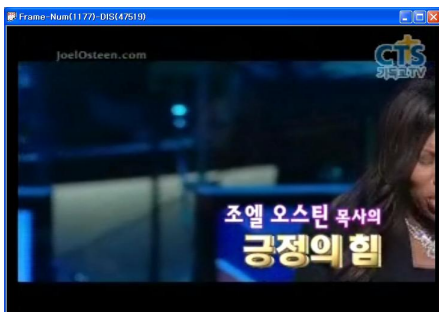 Frame-Num(1177)-DIS(47519)
JoelOsteen.com
CTS
기독교TV
조엘 오스틴 목사의
긍정의 힘